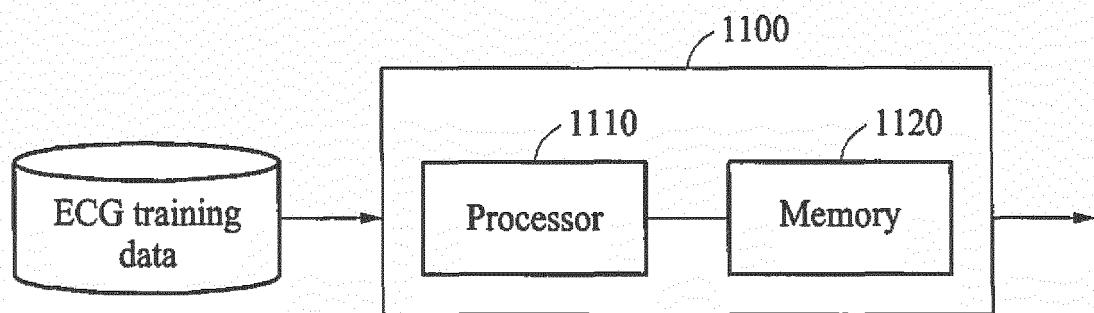 1100
1110
1120
ECG training
data
Processor
Memory